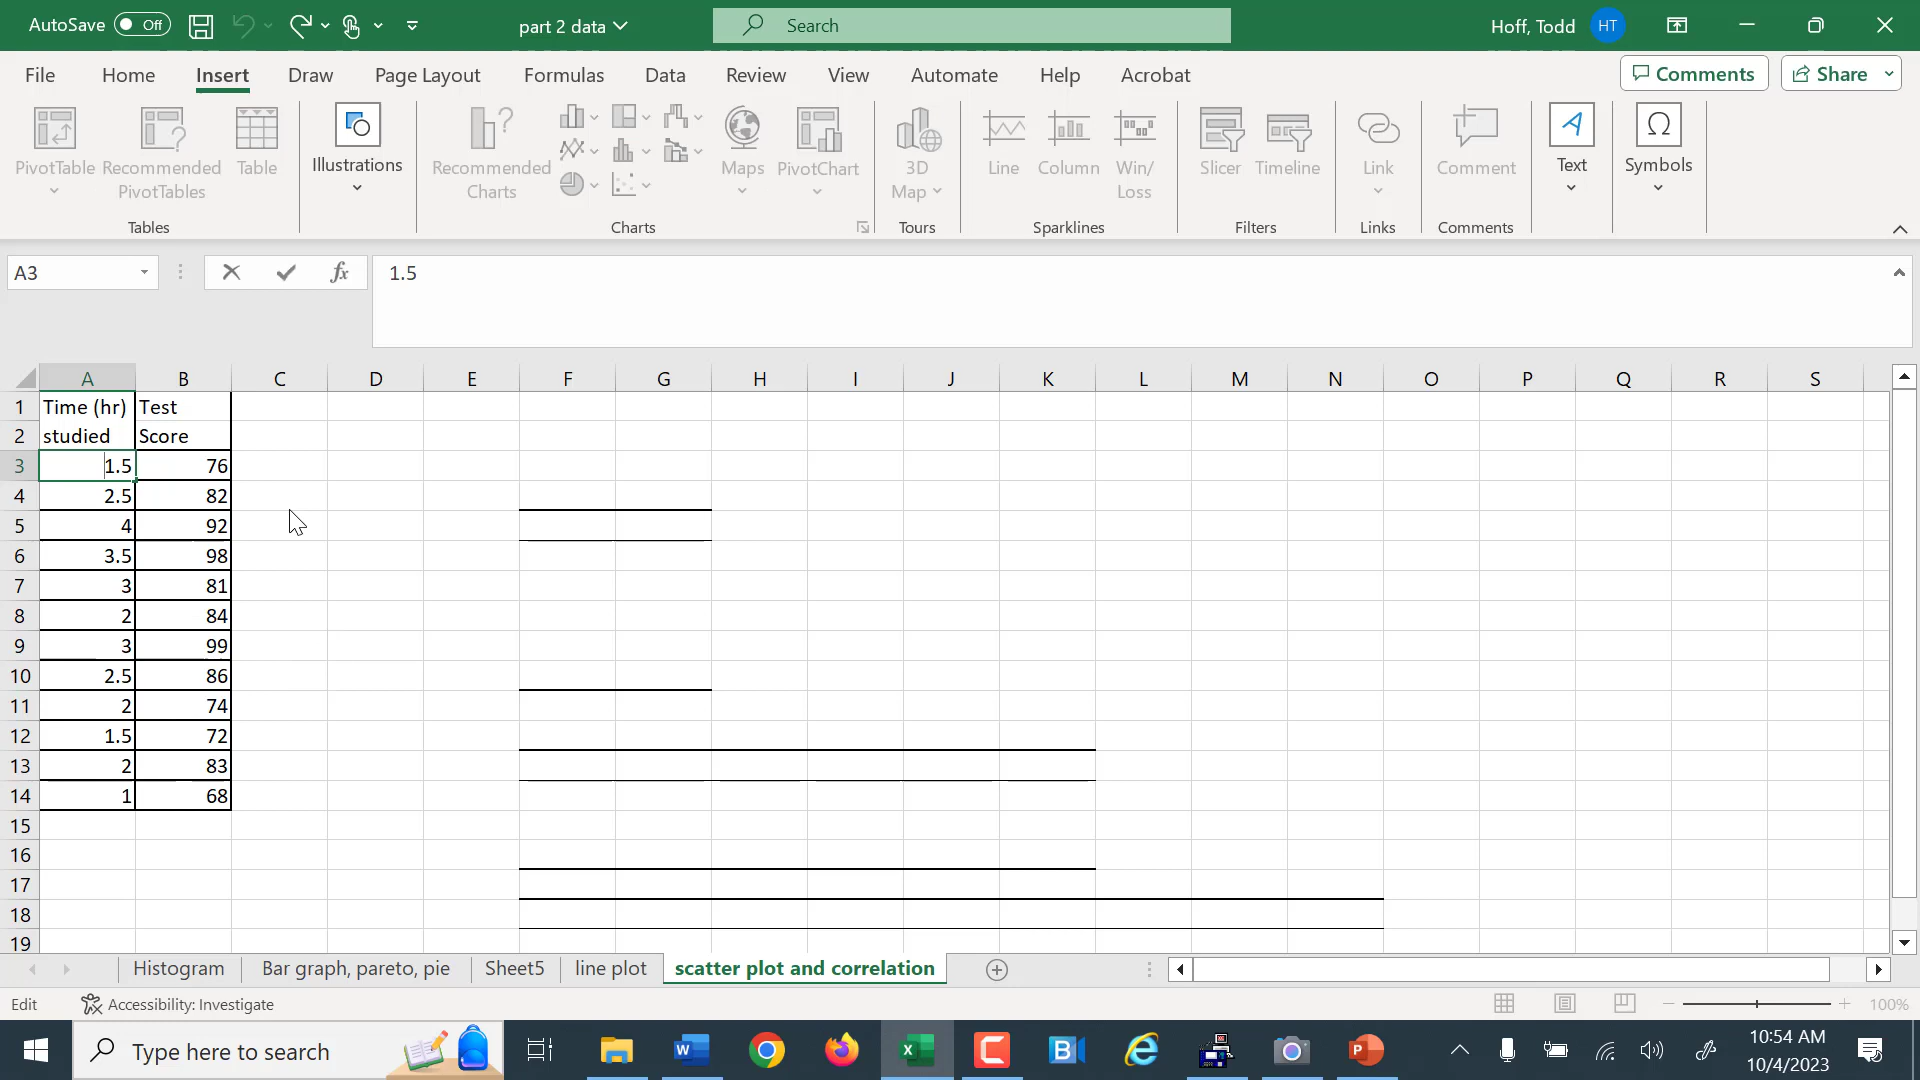 AutoSave Off part 2 data Search Hoff, Todd HT
File Home Insert Draw Page Layout Formulas Data Review View Automate Help Acrobat Comments Share
PivotTable Recommended PivotTables Table Illustrations Recommended Charts Maps PivotChart 3D Map Line Column Win/ Loss Slicer Timeline Link Comment Text Symbols
Tables Charts Tours Sparklines Filters Links Comments
A3 fx 1.5
A B C D E F G H I J K L M N O P Q R S
1 Time (hr) Test
2 studied Score
3 1.5 76
4 2.5 82
5 4 92
6 3.5 98
7 3 81
8 2 84
9 3 99
10 2.5 86
11 2 74
12 1.5 72
13 2 83
14 1 68
15
16
17
18
19
Histogram Bar graph, pareto, pie Sheet5 line plot scatter plot and correlation
Edit Accessibility: Investigate 100%
Type here to search 10:54 AM
10/4/2023